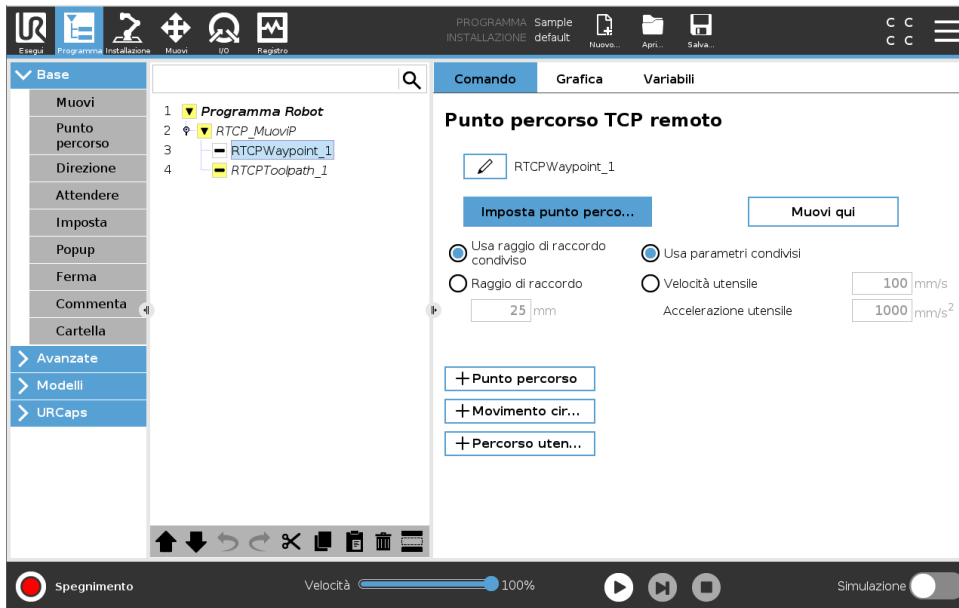 UR
Esegui
Programma
Installazione
Muovi
I/O
Registro
PROGRAMMA Sample
INSTALLAZIONE default
Nuovo...
Apri...
Salva...
C C
C C
Base
Muovi
Punto
percorso
Direzione
Attendere
Imposta
Popup
Ferma
Commenta
Cartella
Avanzate
Modelli
URCaps
1 Programma Robot
2 RTCP_MuoviP
3 RTCPWaypoint_1
4 RTCPToolpath_1
Comando Grafica Variabili
Punto percorso TCP remoto
RTCPWaypoint_1
Imposta punto perco...
Muovi qui
Usa raggio di raccordo
condiviso
Raggio di raccordo
25 mm
Usa parametri condivisi
Velocità utensile 100 mm/s
Accelerazione utensile 1000 mm/s²
+ Punto percorso
+ Movimento cir...
+ Percorso uten...
Spegnimento
Velocità 100%
Simulazione